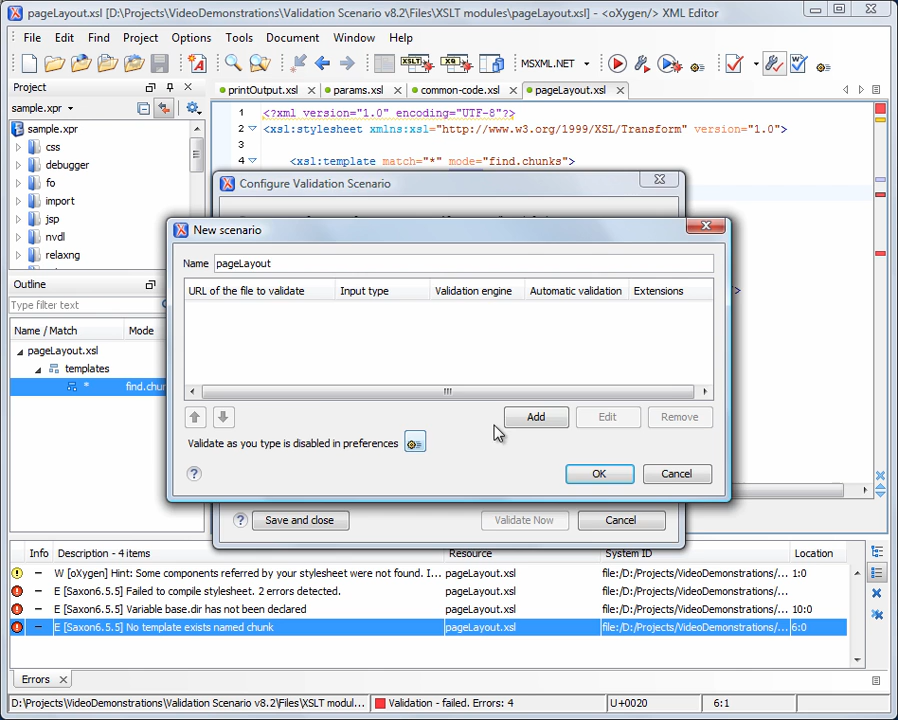 pageLayout.xsl [D:\Projects\VideoDemonstrations\Validation Scenario v8.2\Files\XSLT modules\pageLayout.xsl] - <oXygen/> XML Editor
File Edit Find Project Options Tools Document Window Help
XSLT XQ MSXML.NET
Project
printOutput.xsl params.xsl common-code.xsl pageLayout.xsl
sample.xpr
1 <?xml version="1.0" encoding="UTF-8"?>
sample.xpr
2 <xsl:stylesheet xmlns:xsl="http://www.w3.org/1999/XSL/Transform" version="1.0">
css
3
debugger
4 <xsl:template match="*" mode="find.chunks">
fo
import
jsp
nvdl
relaxng
Configure Validation Scenario
New scenario
Name pageLayout
URL of the file to validate Input type Validation engine Automatic validation Extensions
Add Edit Remove
Validate as you type is disabled in preferences
OK Cancel
Save and close Validate Now Cancel
/>
Outline
Type filter text
Name / Match Mode
pageLayout.xsl
templates
* find.chu
Info Description - 4 items Resource System ID Location
W [oXygen] Hint: Some components referred by your stylesheet were not found. I... pageLayout.xsl file:/D:/Projects/VideoDemonstrations/... 1:0
E [Saxon6.5.5] Failed to compile stylesheet. 2 errors detected. pageLayout.xsl file:/D:/Projects/VideoDemonstrations/...
E [Saxon6.5.5] Variable base.dir has not been declared pageLayout.xsl file:/D:/Projects/VideoDemonstrations/... 10:0
E [Saxon6.5.5] No template exists named chunk pageLayout.xsl file:/D:/Projects/VideoDemonstrations/... 6:0
Errors
D:\Projects\VideoDemonstrations\Validation Scenario v8.2\Files\XSLT modul... Validation - failed. Errors: 4 U+0020 6:1